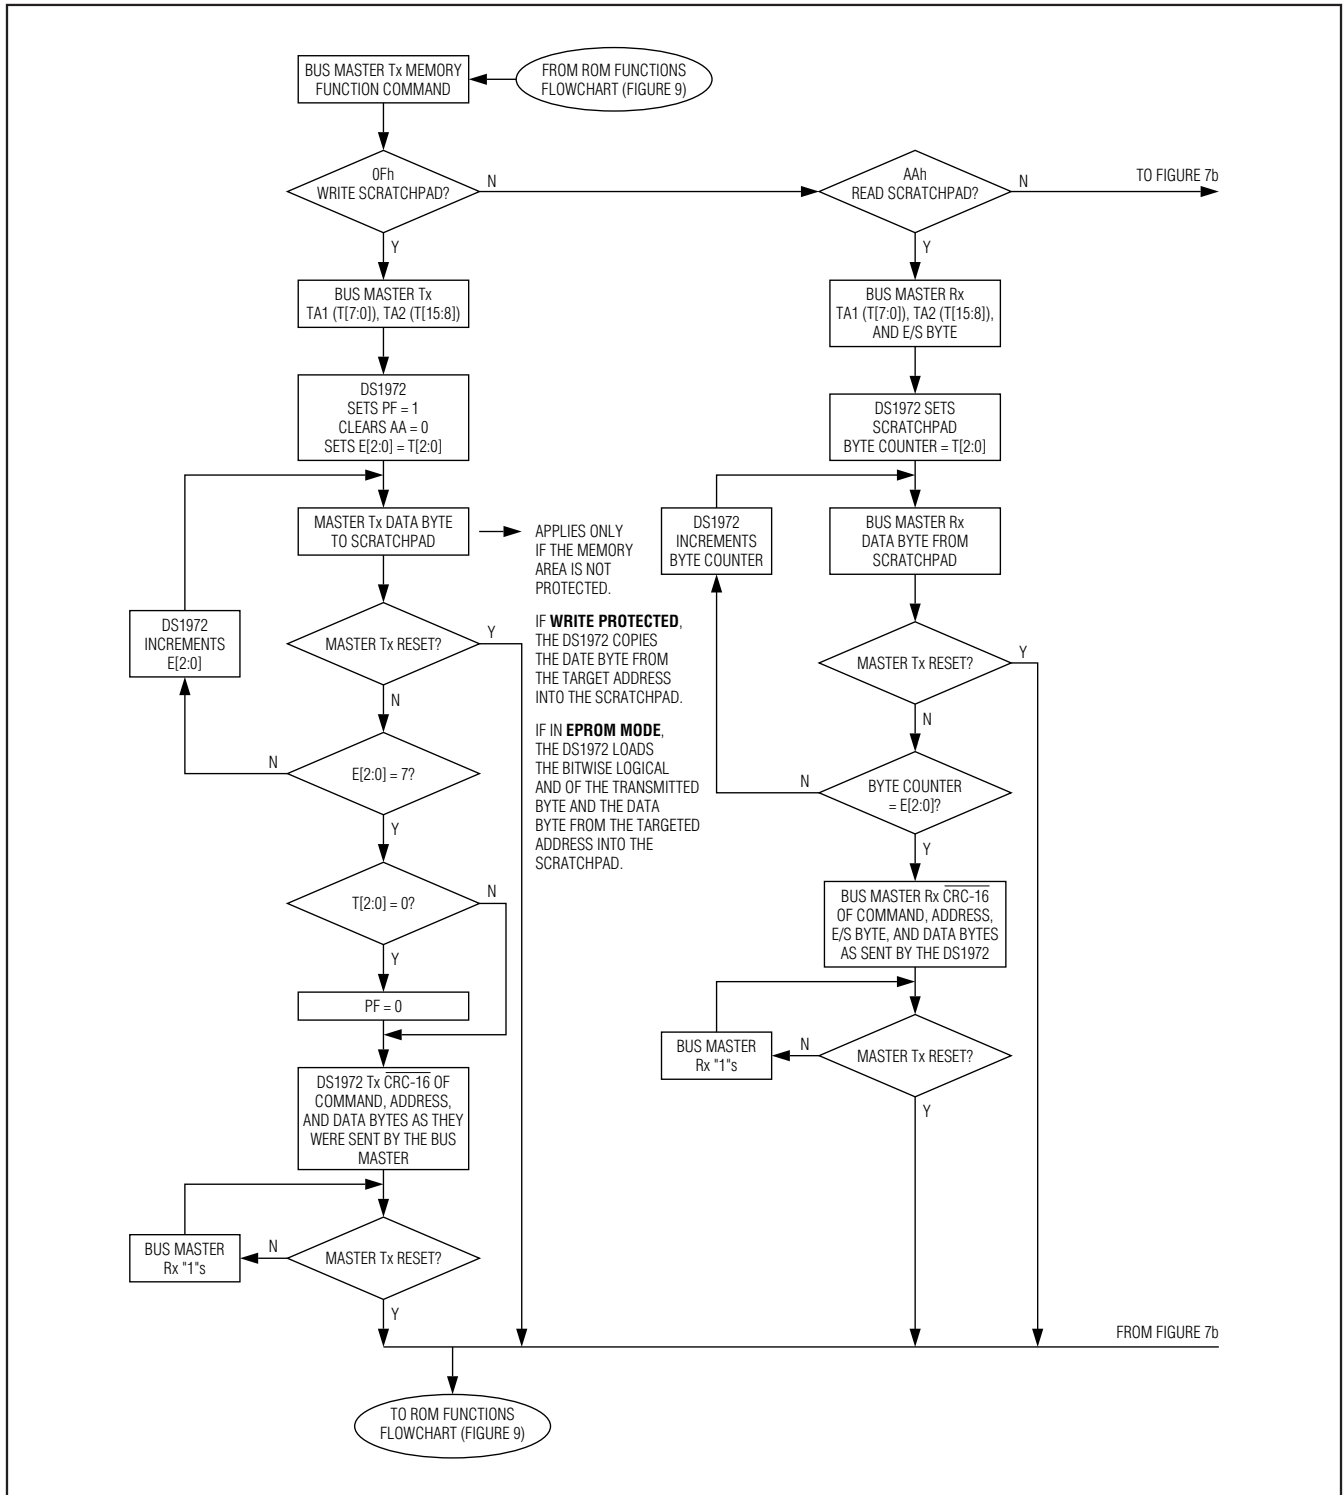 BUS MASTER Tx MEMORY
FUNCTION COMMAND
FROM ROM FUNCTIONS
FLOWCHART (FIGURE 9)
0Fh
WRITE SCRATCHPAD?
N
Y
AAh
READ SCRATCHPAD?
N
Y
TO FIGURE 7b
BUS MASTER Tx
TA1 (T[7:0]), TA2 (T[15:8])
DS1972
SETS PF = 1
CLEARS AA = 0
SETS E[2:0] = T[2:0]
MASTER Tx DATA BYTE
TO SCRATCHPAD
APPLIES ONLY
IF THE MEMORY
AREA IS NOT
PROTECTED.
IF WRITE PROTECTED,
THE DS1972 COPIES
THE DATE BYTE FROM
THE TARGET ADDRESS
INTO THE SCRATCHPAD.
IF IN EPROM MODE,
THE DS1972 LOADS
THE BITWISE LOGICAL
AND OF THE TRANSMITTED
BYTE AND THE DATA
BYTE FROM THE TARGETED
ADDRESS INTO THE
SCRATCHPAD.
DS1972
INCREMENTS
E[2:0]
MASTER Tx RESET?
Y
N
E[2:0] = 7?
N
Y
T[2:0] = 0?
N
Y
PF = 0
DS1972 Tx CRC-16 OF
COMMAND, ADDRESS,
AND DATA BYTES AS THEY
WERE SENT BY THE BUS
MASTER
BUS MASTER
Rx "1"s
N
MASTER Tx RESET?
Y
BUS MASTER Rx
TA1 (T[7:0]), TA2 (T[15:8]),
AND E/S BYTE
DS1972 SETS
SCRATCHPAD
BYTE COUNTER = T[2:0]
DS1972
INCREMENTS
BYTE COUNTER
BUS MASTER Rx
DATA BYTE FROM
SCRATCHPAD
MASTER Tx RESET?
Y
N
BYTE COUNTER
= E[2:0]?
N
Y
BUS MASTER Rx CRC-16
OF COMMAND, ADDRESS,
E/S BYTE, AND DATA BYTES
AS SENT BY THE DS1972
BUS MASTER
Rx "1"s
N
MASTER Tx RESET?
Y
FROM FIGURE 7b
TO ROM FUNCTIONS
FLOWCHART (FIGURE 9)